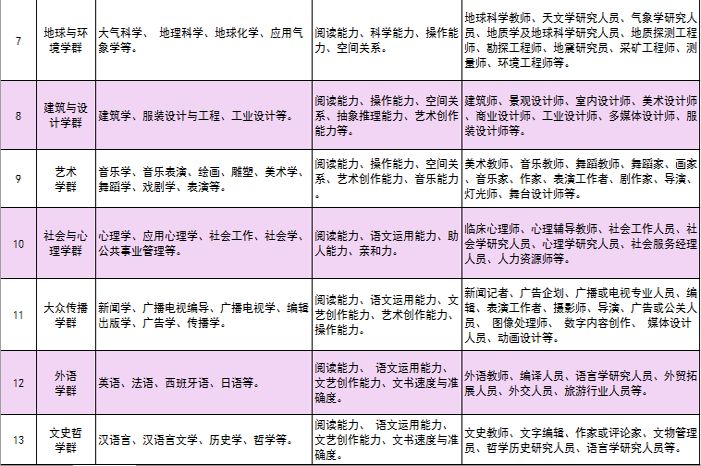 7
地球与环
境学群
大气科学、 地理科学、地球化学、应用气
象学等。
阅读能力、科学能力、操作能
力、空间关系。
地球科学教师、天文学研究人员、气象学研究人
员、地质学及地球科学研究人员、地质探测工程
师、勘探工程师、地震研究员、采矿工程师、测
量师、环境工程师等。
8
建筑与设
计学群
建筑学、服装设计与工程、工业设计等。
阅读能力、操作能力、空间关
系、抽象推理能力、艺术创作
能力等。
建筑师、景观设计师、室内设计师、美术设计师
、商业设计师、工业设计师、多媒体设计师、服
装设计师等。
9
艺术
学群
音乐学、音乐表演、绘画、雕塑、美术学、
舞蹈学、戏剧学、表演等。
阅读能力、操作能力、空间关
系、艺术创作能力、音乐能力
。
美术教师、音乐教师、舞蹈教师、舞蹈家、画家
、音乐家、作家、表演工作者、剧作家、导演、
灯光师、舞台设计师等。
10
社会与心
理学群
心理学、应用心理学、社会工作、社会学、
公共事业管理等。
阅读能力、语文运用能力、助
人能力、亲和力。
临床心理师、心理辅导教师、社会工作人员、社
会学研究人员、心理学研究人员、社会服务经理
人员、人力资源师等。
11
大众传播
学群
新闻学、广播电视编导、广播电视学、编辑
出版学、广告学、传播学。
阅读能力、语文运用能力、文
艺创作能力、艺术创作能力、
操作能力。
新闻记者、广告企划、广播或电视专业人员、编
辑、表演工作者、摄影师、导演、广告或公关人
员、 图像处理师、 数字内容创作、 媒体设计
人员、动画设计等。
12
外语
学群
英语、法语、西班牙语、日语等。
阅读能力、 语文运用能力、
文艺创作能力、文书速度与准
确度。
外语教师、编译人员、语言学研究人员、外贸拓
展人员、外交人员、旅游行业人员等。
13
文史哲
学群
汉语言、汉语言文学、历史学、哲学等。
阅读能力、 语文运用能力、
文艺创作能力、文书速度与准
确度。
文史教师、文字编辑、作家或评论家、文物管理
员、哲学历史研究人员、语言学研究人员等。